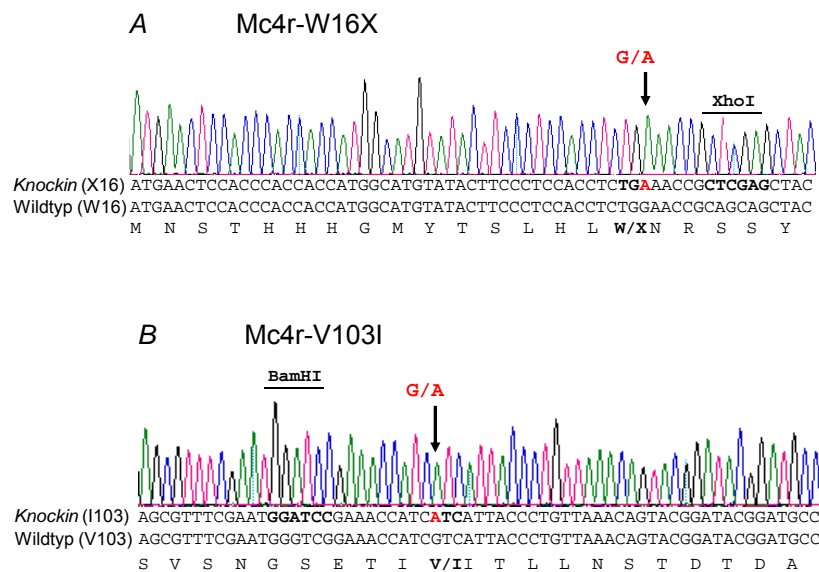 A Mc4r-W16X
G/A
XhoI
Knockin (X16) ATGAACTCCACCCACCACCATGGCATGTATACTTCCCTCCACCTCTGAAACCGCTCGAGCTAC
Wildtyp (W16) ATGAACTCCACCCACCACCATGGCATGTATACTTCCCTCCACCTCTGGAACCGCAGCAGCTAC
M N S T H H H G M Y T S L H L W/X N R S S Y
B Mc4r-V103I
BamHI
G/A
Knockin (I103) AGCGTTTCGAATGGATCCGAAACCATCATCATTACCCTGTTAAACAGTACGGATACGGATGCC
Wildtyp (V103) AGCGTTTCGAATGGGTCGGAAACCATCGTCATTACCCTGTTAAACAGTACGGATACGGATGCC
S V S N G S E T I V/I I T L L N S T D T D A